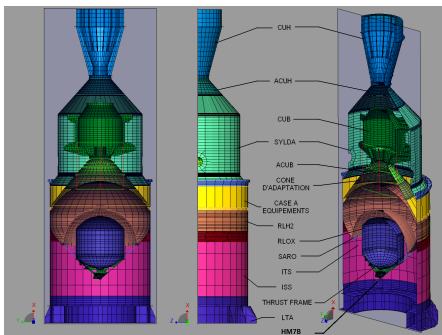 CUH
ACUH
CUB
SYLDA
ACUB
CONE
D'ADAPTATION
CASE A
EQUIPEMENTS
RLH2
RLOX
SARO
ITS
ISS
THRUST FRAME
LTA
HM7B